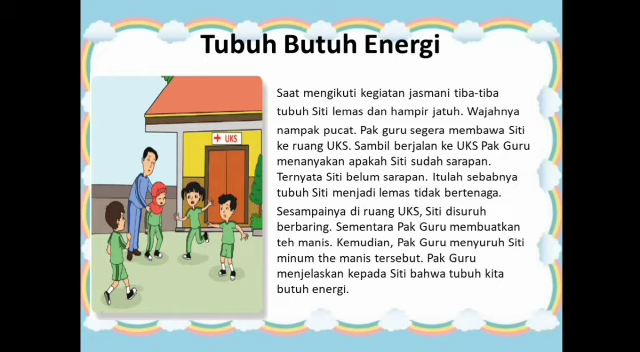 Tubuh Butuh Energi
Saat mengikuti kegiatan jasmani tiba-tiba
tubuh Siti lemas dan hampir jatuh. Wajahnya
nampak pucat. Pak guru segera membawa Siti
ke ruang UKS. Sambil berjalan ke UKS Pak Guru
menanyakan apakah Siti sudah sarapan.
Ternyata Siti belum sarapan. Itulah sebabnya
tubuh Siti menjadi lemas tidak bertenaga.
Sesampainya di ruang UKS, Siti disuruh
berbaring. Sementara Pak Guru membuatkan
teh manis. Kemudian, Pak Guru menyuruh Siti
minum the manis tersebut. Pak Guru
menjelaskan kepada Siti bahwa tubuh kita
butuh energi.
UKS